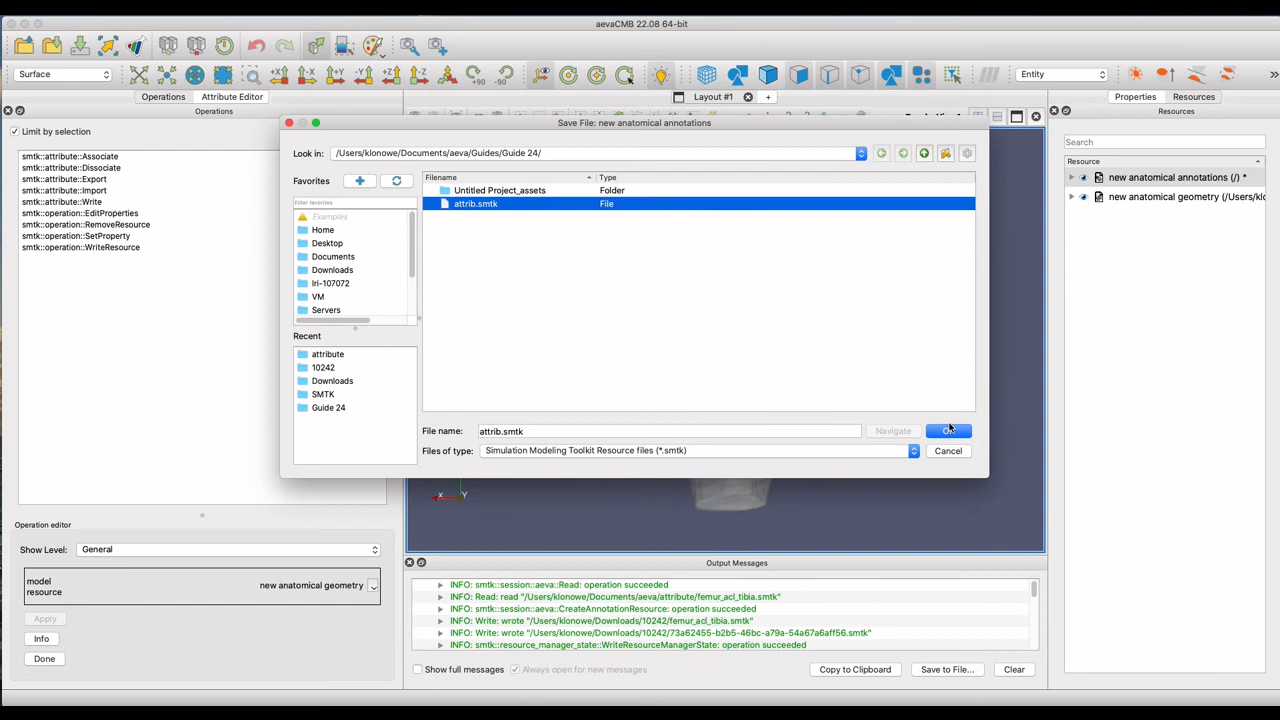 aevaCMB 22.08 64-bit
Surface
+X
-X
+Y
-Y
+Z
-Z
+90
-90
Entity
Operations
Attribute Editor
Layout #1
+
Properties
Resources
Operations
Resources
Limit by selection
smtk::attribute::Associate
smtk::attribute::Dissociate
smtk::attribute::Export
smtk::attribute::Import
smtk::attribute::Write
smtk::operation::EditProperties
smtk::operation::RemoveResource
smtk::operation::SetProperty
smtk::operation::WriteResource
Save File: new anatomical annotations
Look in:
/Users/klonowe/Documents/aeva/Guides/Guide 24/
Favorites
Filter favorites
Examples
Home
Desktop
Documents
Downloads
lri-107072
VM
Servers
Recent
attribute
10242
Downloads
SMTK
Guide 24
Filename
Type
Untitled Project_assets
Folder
attrib.smtk
File
File name:
attrib.smtk
Navigate
Files of type:
Simulation Modeling Toolkit Resource files (*.smtk)
Cancel
Search
Resource
new anatomical annotations (/) *
new anatomical geometry (/Users/klo
X
Y
Operation editor
Show Level:
General
model
resource
new anatomical geometry
Apply
Info
Done
Output Messages
INFO: smtk::session::aeva::Read: operation succeeded
INFO: Read: read "/Users/klonowe/Documents/aeva/attribute/femur_acl_tibia.smtk"
INFO: smtk::session::aeva::CreateAnnotationResource: operation succeeded
INFO: Write: wrote "/Users/klonowe/Downloads/10242/femur_acl_tibia.smtk"
INFO: Write: wrote "/Users/klonowe/Downloads/10242/73a62455-b2b5-46bc-a79a-54a67a6aff56.smtk"
INFO: smtk::resource_manager_state::WriteResourceManagerState: operation succeeded
Show full messages
Always open for new messages
Copy to Clipboard
Save to File...
Clear